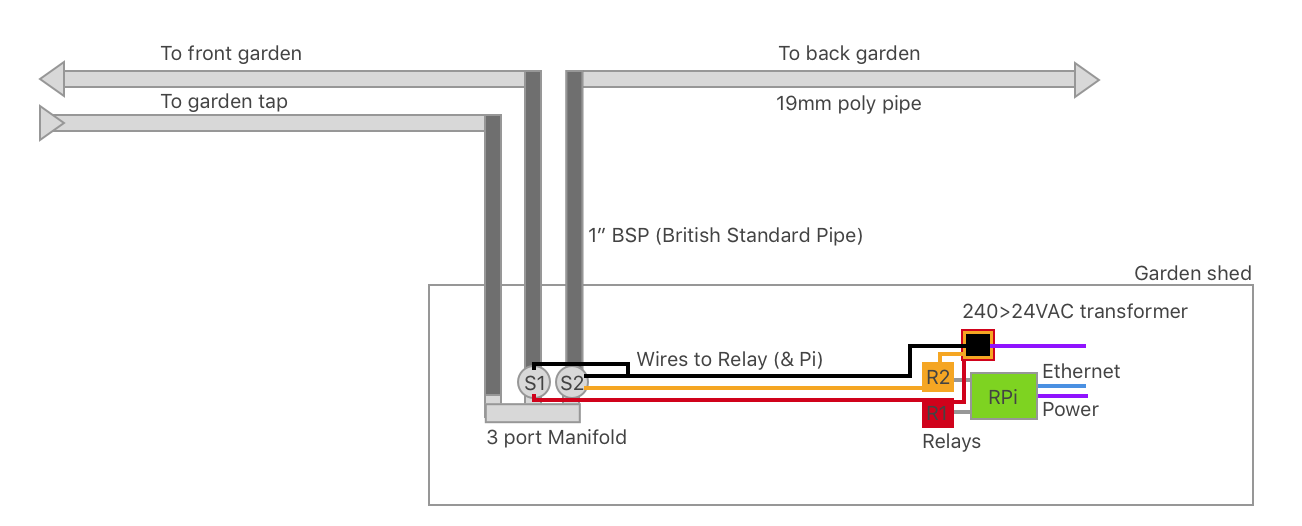 To front garden
To back garden
To garden tap
19mm poly pipe
1” BSP (British Standard Pipe)
Garden shed
240>24VAC transformer
Wires to Relay (& Pi)
Ethernet
S1
S2
R2
RPi
R1
Power
3 port Manifold
Relays